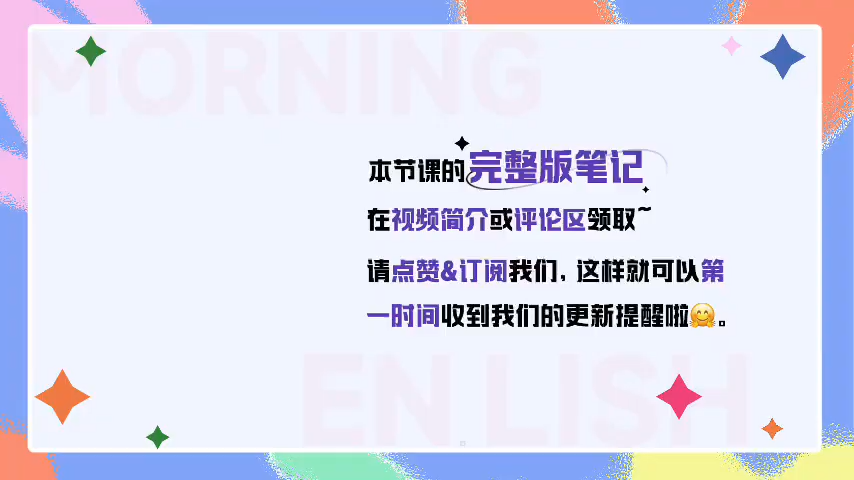 MORNING
本节课的完整版笔记
在视频简介或评论区领取~
请点赞&订阅我们,这样就可以第
一时间收到我们的更新提醒啦🤗。
EN LISH